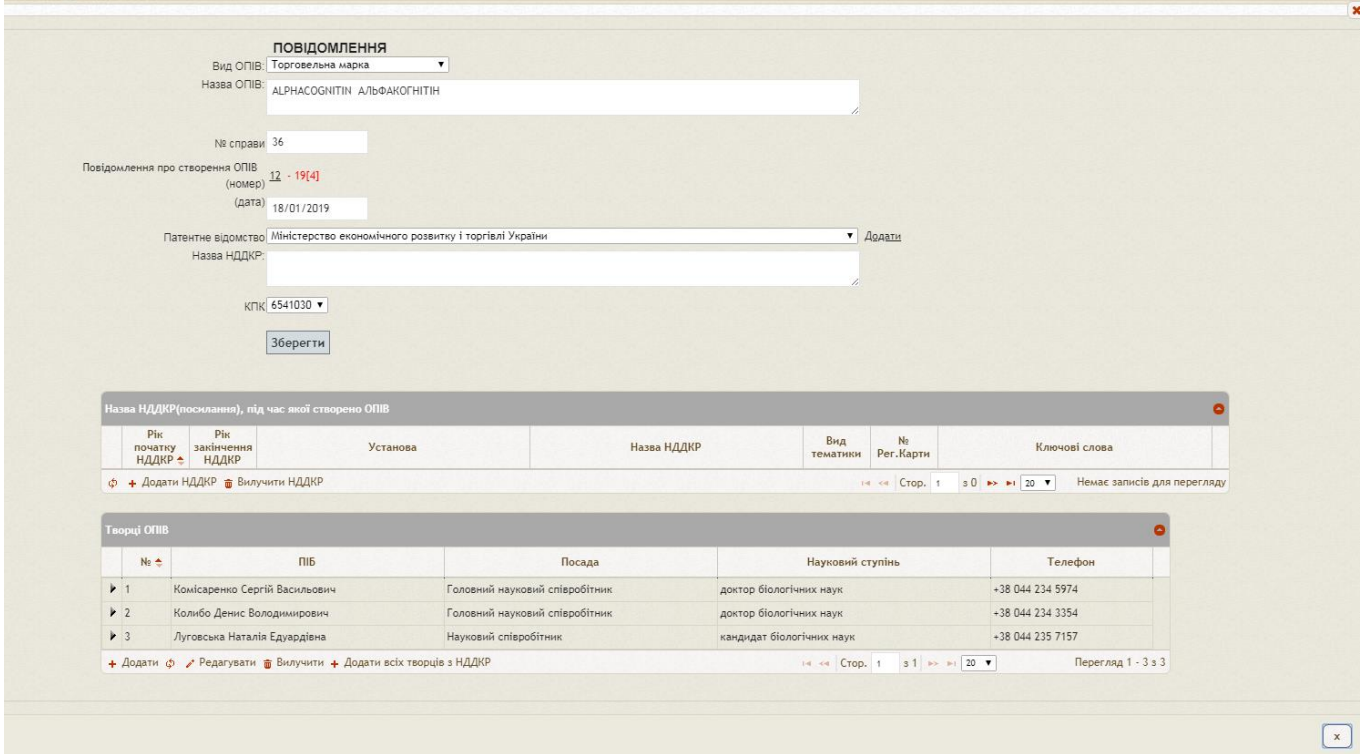 ПОВІДОМЛЕННЯ
Вид ОПІВ: Торговельна марка
Назва ОПІВ: ALPHACOGNITIN АЛЬФАКОГНІТІН
№ справи 36
Повідомлення про створення ОПІВ
(номер) 12 - 19[4]
(дата) 18/01/2019
Патентне відомство Міністерство економічного розвитку і торгівлі України Додати
Назва НДДКР:
КПК 6541030
Зберегти
Назва НДДКР(посилання), під час якої створено ОПІВ
Рік початку НДДКР Рік закінчення НДДКР Установа Назва НДДКР Вид тематики № Рег.Карти Ключові слова
Додати НДДКР Вилучити НДДКР Стор. 1 з 0 20 Немає записів для перегляду
Творці ОПІВ
№ ПІБ Посада Науковий ступінь Телефон
1 Комісаренко Сергій Васильович Головний науковий співробітник доктор біологічних наук +38 044 234 5974
2 Колибо Денис Володимирович Головний науковий співробітник доктор біологічних наук +38 044 234 3354
3 Луговська Наталія Едуардівна Науковий співробітник кандидат біологічних наук +38 044 235 7157
Додати Редагувати Вилучити Додати всіх творців з НДДКР Стор. 1 з 1 20 Перегляд 1 - 3 з 3
x